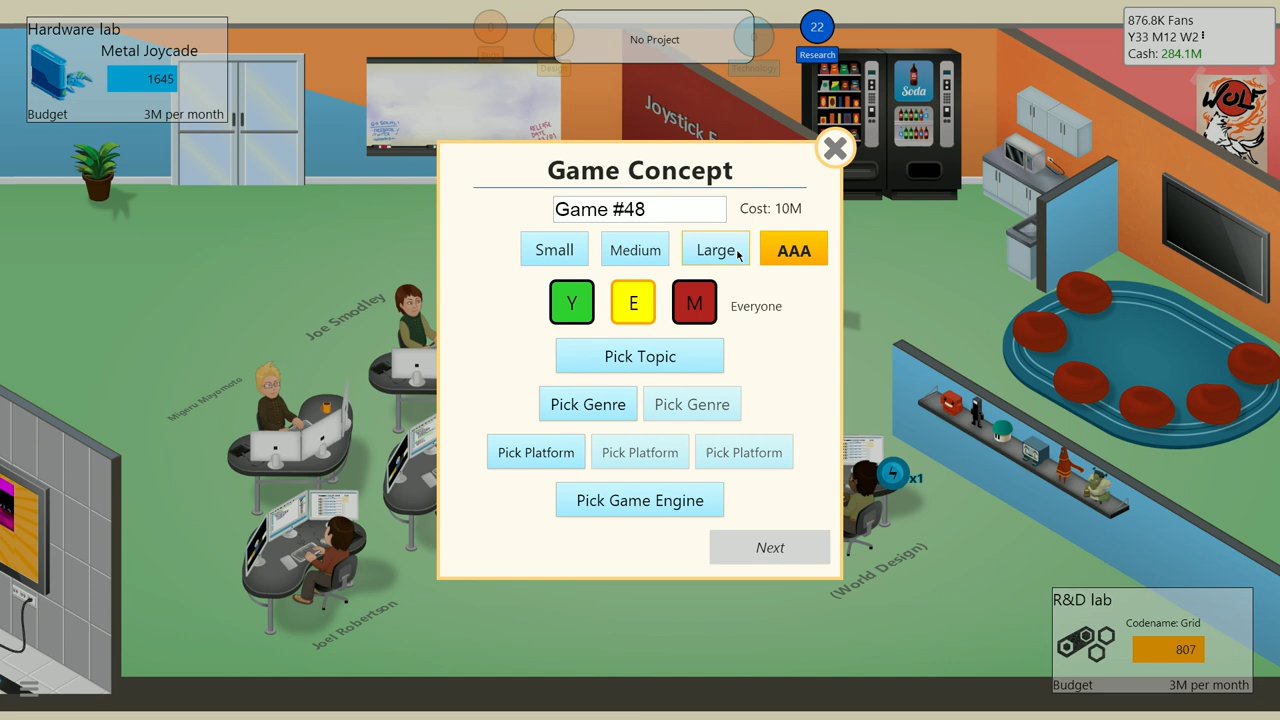 Hardware lab
Metal Joycade
1645
Budget
3M per month
No Project
22
Research
Technology
Design
876.8K Fans
Y33 M12 W2
Cash: 284.1M
Joystick F
Soda
WOLF
Game Concept
Game #48
Cost: 10M
Small
Medium
Large
AAA
Y
E
M
Everyone
Pick Topic
Pick Genre
Pick Genre
Pick Platform
Pick Platform
Pick Platform
Pick Game Engine
Next
Joe Smodley
Migeru Miyamoto
Joel Robertson
x1
(World Design)
R&D lab
Codename: Grid
807
Budget
3M per month